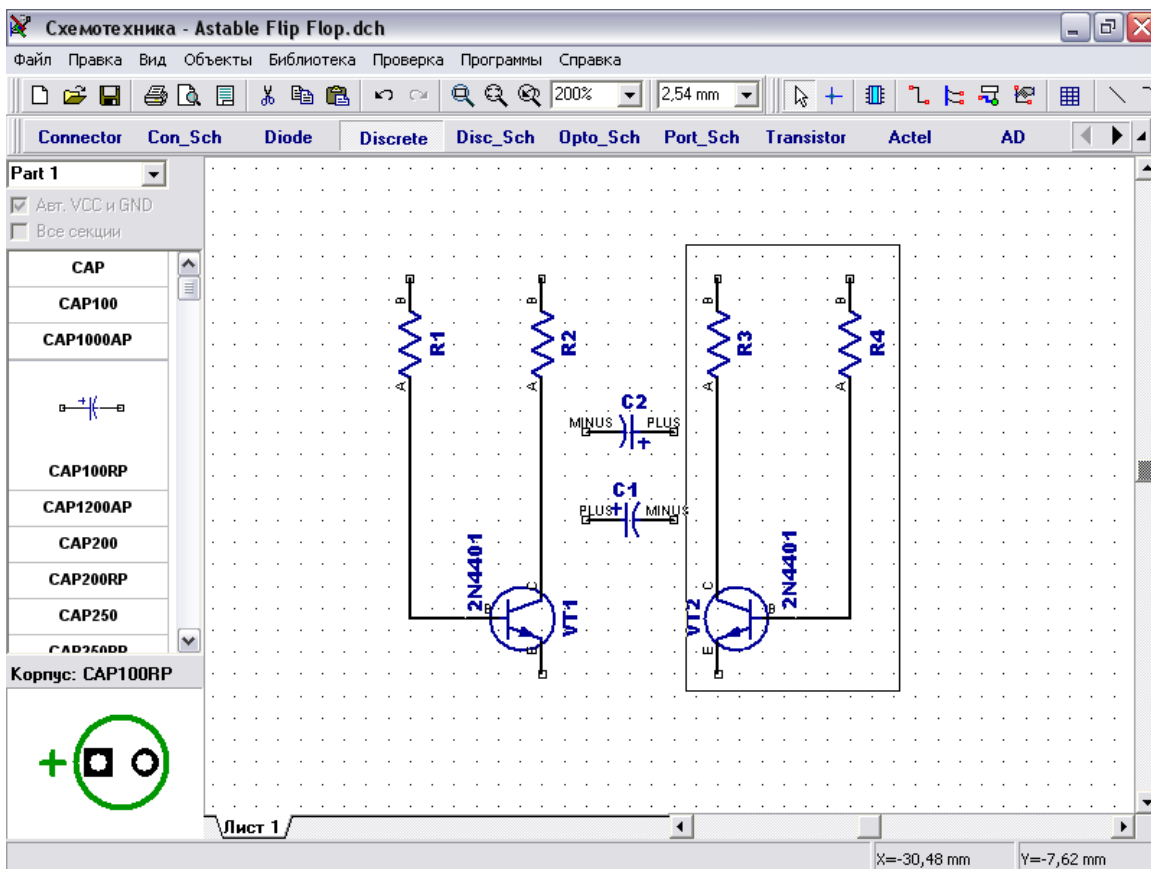 Схемотехника - Astable Flip Flop.dch
Файл Правка Вид Объекты Библиотека Проверка Программы Справка
200% 2,54 mm
Connector Con_Sch Diode Discrete Disc_Sch Opto_Sch Port_Sch Transistor Actel AD
Part 1
Авт. VCC и GND
Все секции
CAP
CAP100
CAP1000AP
CAP100RP
CAP1200AP
CAP200
CAP200RP
CAP250
CAP250RP
Корпус: CAP100RP
B B B B
R1 R2 R3 R4
A A A A
C2
MINUS PLUS
+
C1
PLUS + MINUS
2N4401 C C 2N4401
B VT1 VT2 B
E E
Лист 1
X=-30,48 mm Y=-7,62 mm